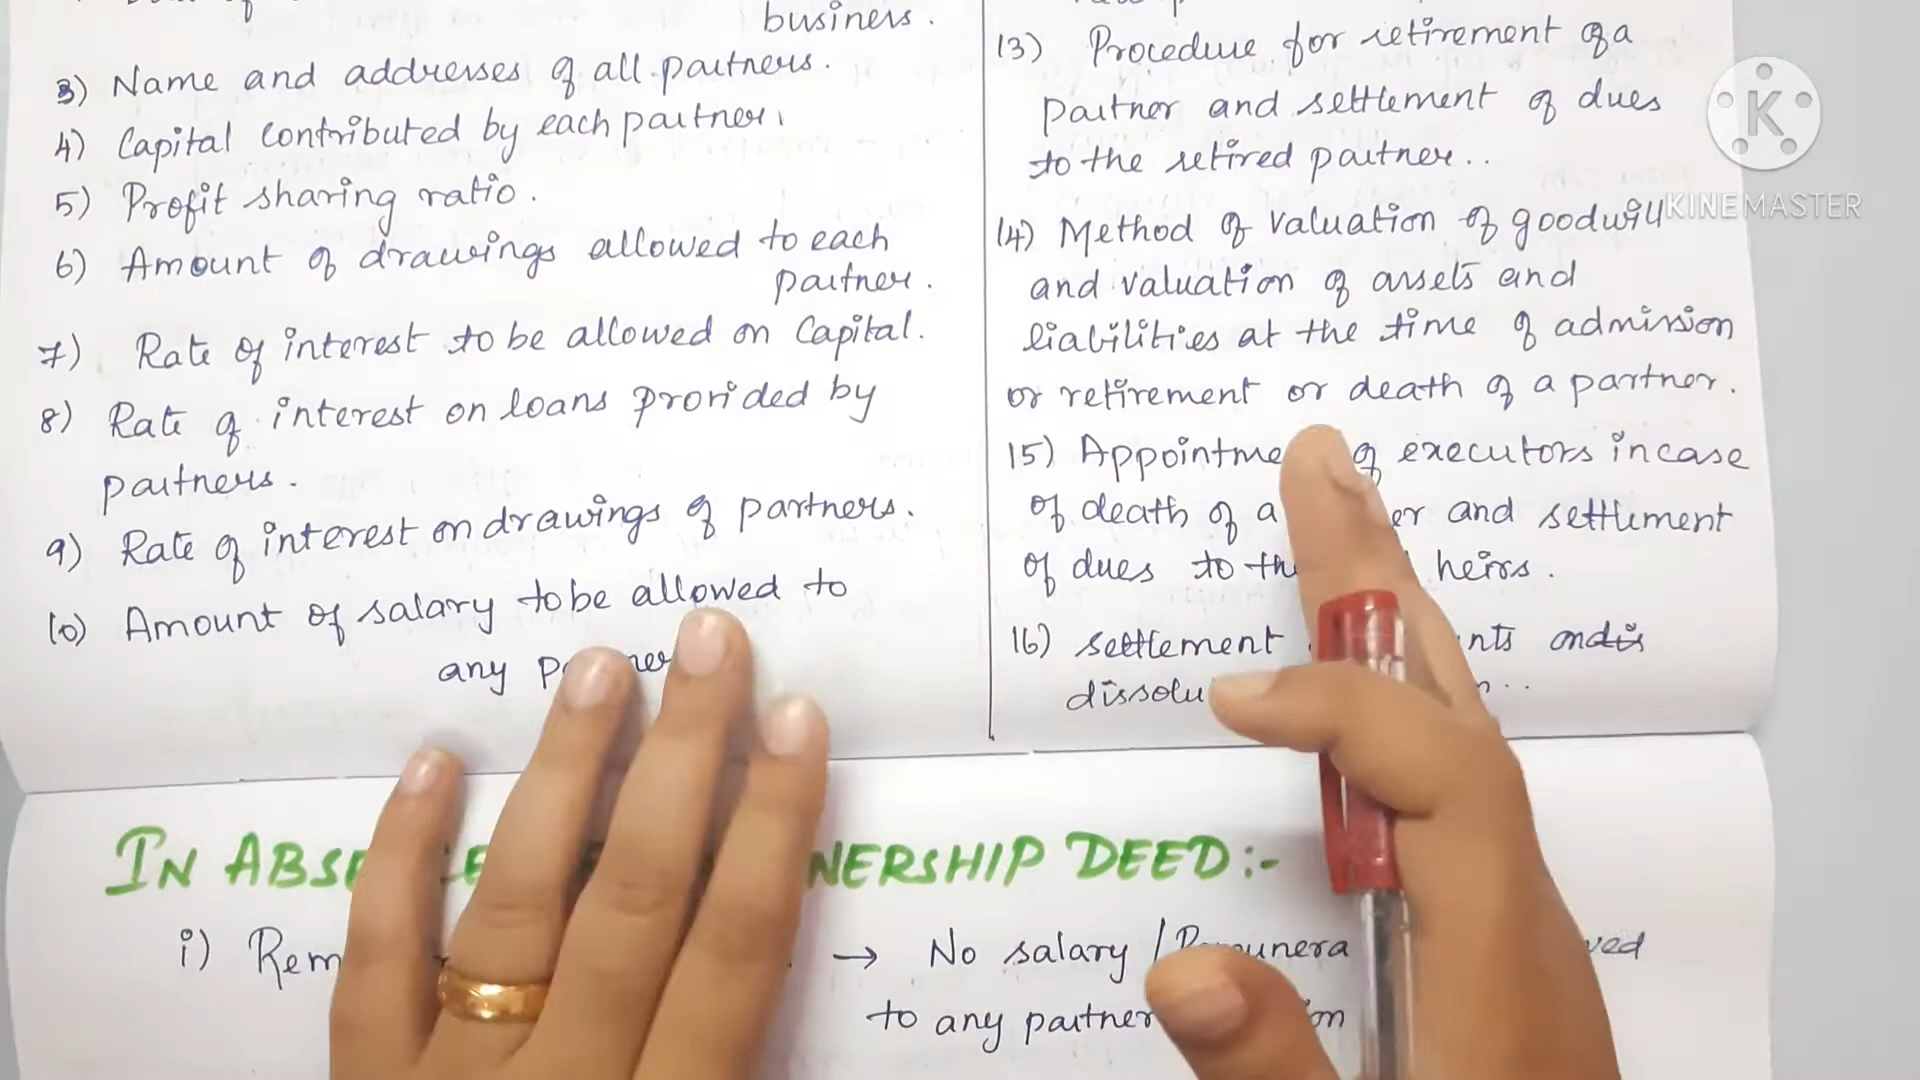 business.
3) Name and addresses of all partners.
4) Capital contributed by each partner.
5) Profit sharing ratio.
6) Amount of drawings allowed to each
partner.
7) Rate of interest to be allowed on Capital.
8) Rate of interest on loans provided by
partners.
9) Rate of interest on drawings of partners.
10) Amount of salary to be allowed to
any
13) Procedure for retirement of a
partner and settlement of dues
to the retired partner..
14) Method of valuation of goodwill
and valuation of assets and
liabilities at the time of admission
or retirement or death of a partner.
15) of executors incase
of death of a and settlement
of dues to heirs.
16) settlement
KINEMASTER
IN NERSHIP DEED:-
i) → No salary /
to any partner